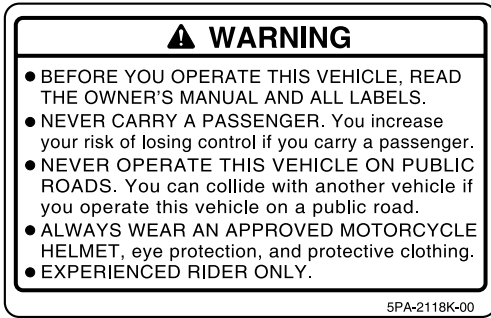 WARNING
● BEFORE YOU OPERATE THIS VEHICLE, READ
THE OWNER'S MANUAL AND ALL LABELS.
● NEVER CARRY A PASSENGER. You increase
your risk of losing control if you carry a passenger.
● NEVER OPERATE THIS VEHICLE ON PUBLIC
ROADS. You can collide with another vehicle if
you operate this vehicle on a public road.
● ALWAYS WEAR AN APPROVED MOTORCYCLE
HELMET, eye protection, and protective clothing.
● EXPERIENCED RIDER ONLY.
5PA-2118K-00